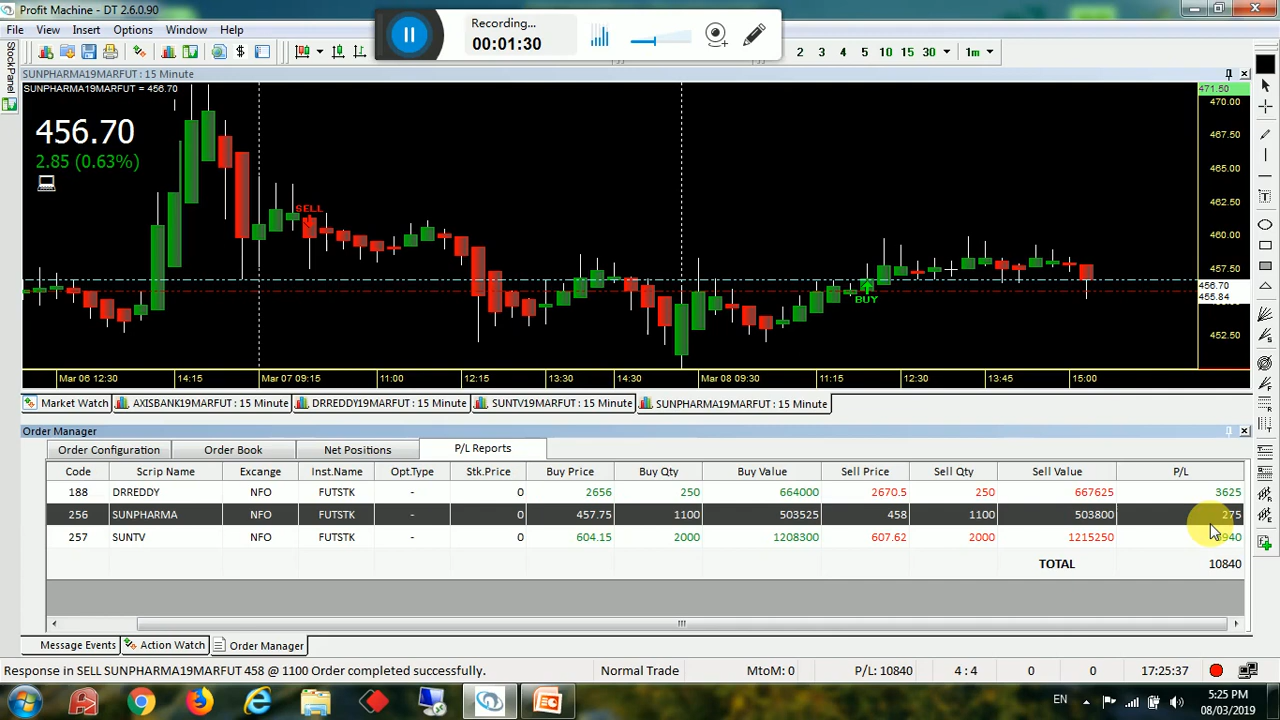 Profit Machine - DT 2.6.0.90
File View Insert Options Window Help
Recording...
00:01:30
2 3 4 5 10 15 30 1m
StockPanel
SUNPHARMA19MARFUT : 15 Minute
SUNPHARMA19MARFUT = 456.70
456.70
2.85 (0.63%)
SELL
BUY
471.50
470.00
467.50
465.00
462.50
460.00
457.50
456.70
455.84
452.50
Mar 06 12:30 14:15 Mar 07 09:15 11:00 12:15 13:30 14:30 Mar 08 09:30 11:15 12:30 13:45 15:00
Market Watch AXISBANK19MARFUT : 15 Minute DRREDDY19MARFUT : 15 Minute SUNTV19MARFUT : 15 Minute SUNPHARMA19MARFUT : 15 Minute
Order Manager
Order Configuration Order Book Net Positions P/L Reports
Code Scrip Name Excange Inst.Name Opt.Type Stk.Price Buy Price Buy Qty Buy Value Sell Price Sell Qty Sell Value P/L
188 DRREDDY NFO FUTSTK - 0 2656 250 664000 2670.5 250 667625 3625
256 SUNPHARMA NFO FUTSTK - 0 457.75 1100 503525 458 1100 503800 275
257 SUNTV NFO FUTSTK - 0 604.15 2000 1208300 607.62 2000 1215250
TOTAL 10840
Message Events Action Watch Order Manager
Response in SELL SUNPHARMA19MARFUT 458 @ 1100 Order completed successfully. Normal Trade MtoM: 0 P/L: 10840 4 : 4 0 0 17:25:37
EN 5:25 PM
08/03/2019